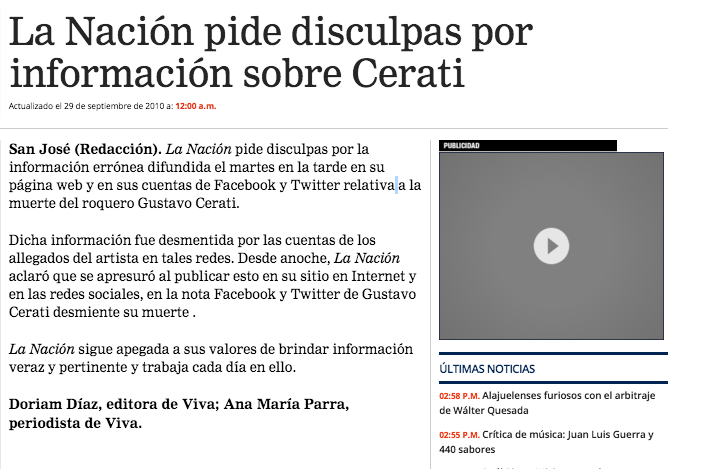 La Nación pide disculpas por
información sobre Cerati
Actualizado el 29 de septiembre de 2010 a: 12:00 a.m.
San José (Redacción). La Nación pide disculpas por la
información errónea difundida el martes en la tarde en su
página web y en sus cuentas de Facebook y Twitter relativa a la
muerte del roquero Gustavo Cerati.
Dicha información fue desmentida por las cuentas de los
allegados del artista en tales redes. Desde anoche, La Nación
aclaró que se apresuró al publicar esto en su sitio en Internet y
en las redes sociales, en la nota Facebook y Twitter de Gustavo
Cerati desmiente su muerte .
La Nación sigue apegada a sus valores de brindar información
veraz y pertinente y trabaja cada día en ello.
Doriam Díaz, editora de Viva; Ana María Parra,
periodista de Viva.
PUBLICIDAD
ÚLTIMAS NOTICIAS
02:58 P.M. Alajuelenses furiosos con el arbitraje
de Wálter Quesada
02:55 P.M. Crítica de música: Juan Luis Guerra y
440 sabores